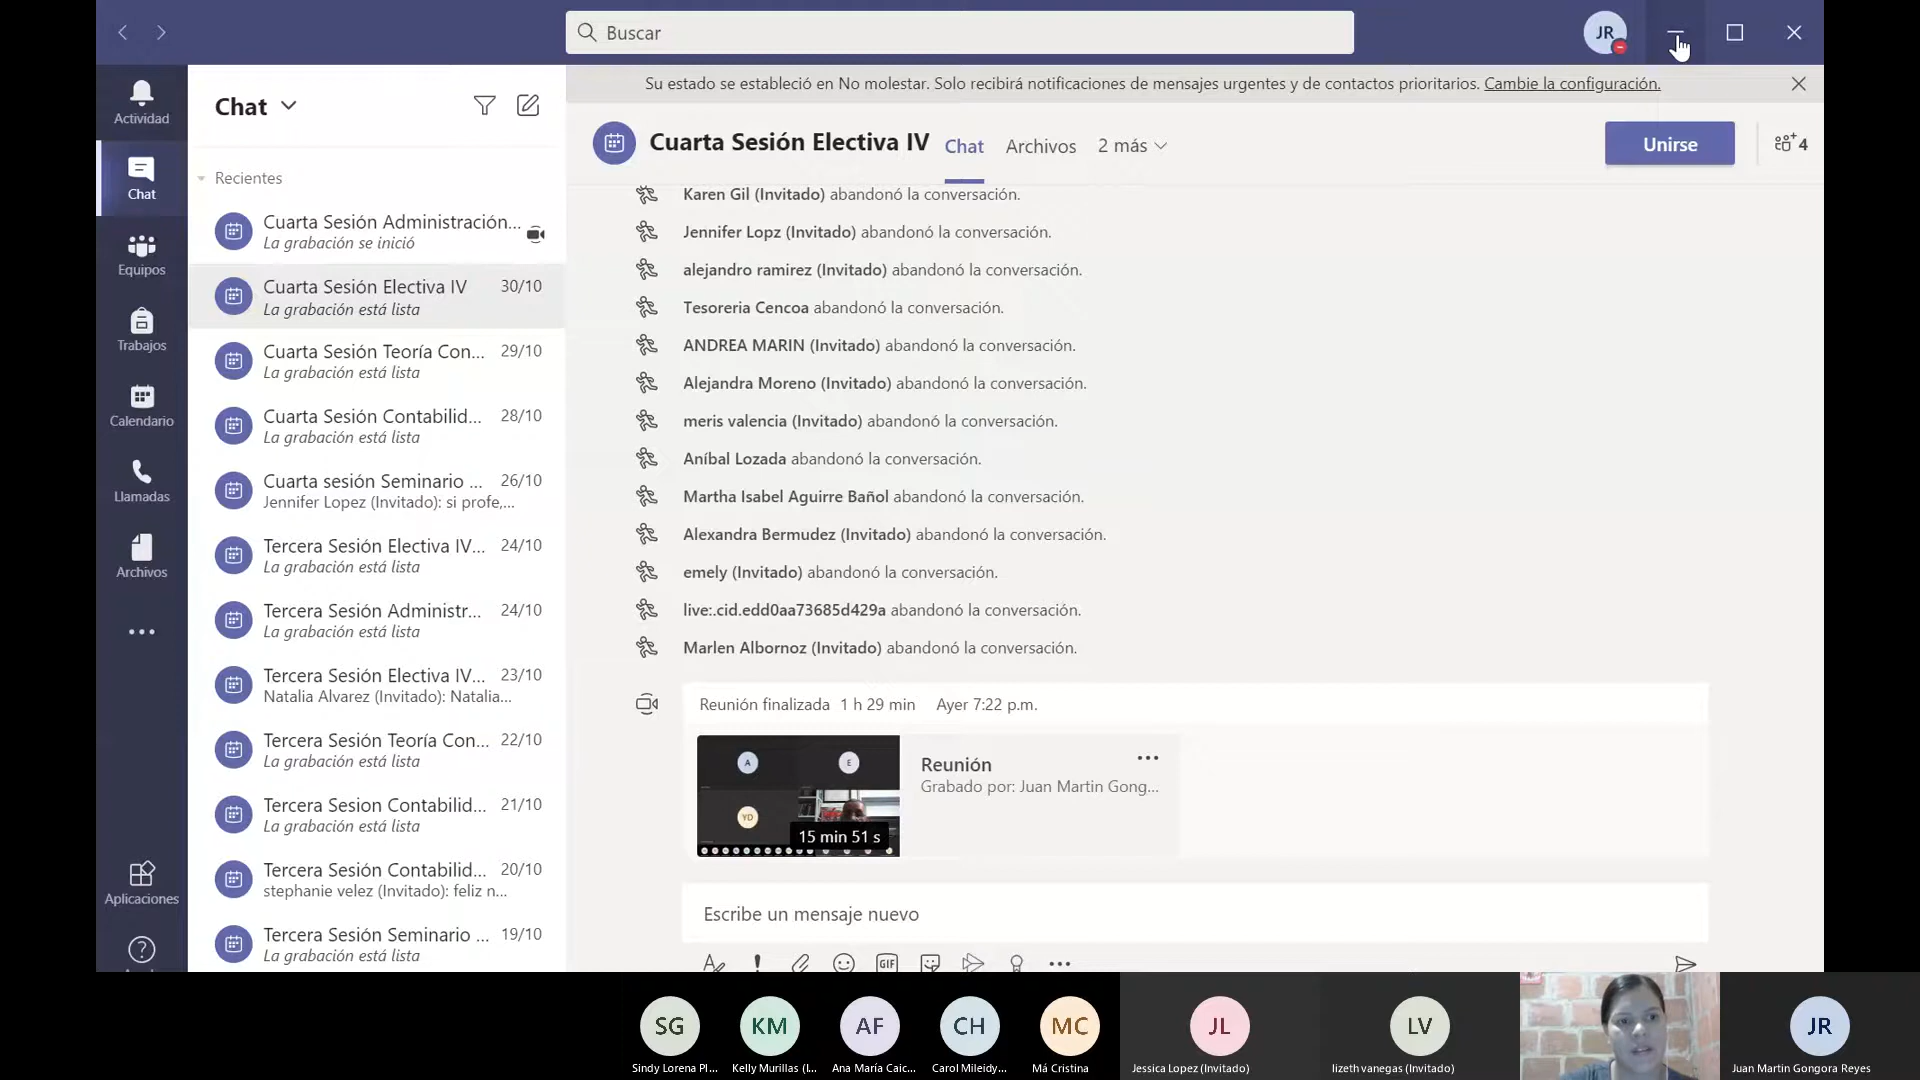 Buscar
JR
Su estado se estableció en No molestar. Solo recibirá notificaciones de mensajes urgentes y de contactos prioritarios. Cambie la configuración.
Actividad
Chat
Equipos
Trabajos
Calendario
Llamadas
Archivos
Aplicaciones
Chat
Recientes
Cuarta Sesión Administración...
La grabación se inició
Cuarta Sesión Electiva IV 30/10
La grabación está lista
Cuarta Sesión Teoría Con... 29/10
La grabación está lista
Cuarta Sesión Contabilid... 28/10
La grabación está lista
Cuarta sesión Seminario ... 26/10
Jennifer Lopez (Invitado): si profe,...
Tercera Sesión Electiva IV... 24/10
La grabación está lista
Tercera Sesión Administr... 24/10
La grabación está lista
Tercera Sesión Electiva IV... 23/10
Natalia Alvarez (Invitado): Natalia...
Tercera Sesión Teoría Con... 22/10
La grabación está lista
Tercera Sesion Contabilid... 21/10
La grabación está lista
Tercera Sesión Contabilid... 20/10
stephanie velez (Invitado): feliz n...
Tercera Sesión Seminario ... 19/10
La grabación está lista
Cuarta Sesión Electiva IV Chat Archivos 2 más Unirse 4
Karen Gil (Invitado) abandonó la conversación.
Jennifer Lopz (Invitado) abandonó la conversación.
alejandro ramirez (Invitado) abandonó la conversación.
Tesoreria Cencoa abandonó la conversación.
ANDREA MARIN (Invitado) abandonó la conversación.
Alejandra Moreno (Invitado) abandonó la conversación.
meris valencia (Invitado) abandonó la conversación.
Aníbal Lozada abandonó la conversación.
Martha Isabel Aguirre Bañol abandonó la conversación.
Alexandra Bermudez (Invitado) abandonó la conversación.
emely (Invitado) abandonó la conversación.
live:.cid.edd0aa73685d429a abandonó la conversación.
Marlen Albornoz (Invitado) abandonó la conversación.
Reunión finalizada 1 h 29 min Ayer 7:22 p.m.
A E
YD
15 min 51 s
Reunión
Grabado por: Juan Martin Gong...
Escribe un mensaje nuevo
GIF
SG KM AF CH MC JL LV JR
Sindy Lorena Pl... Kelly Murillas (I... Ana María Caic... Carol Mileidy... Má Cristina Jessica Lopez (Invitado) lizeth vanegas (Invitado) Juan Martin Gongora Reyes